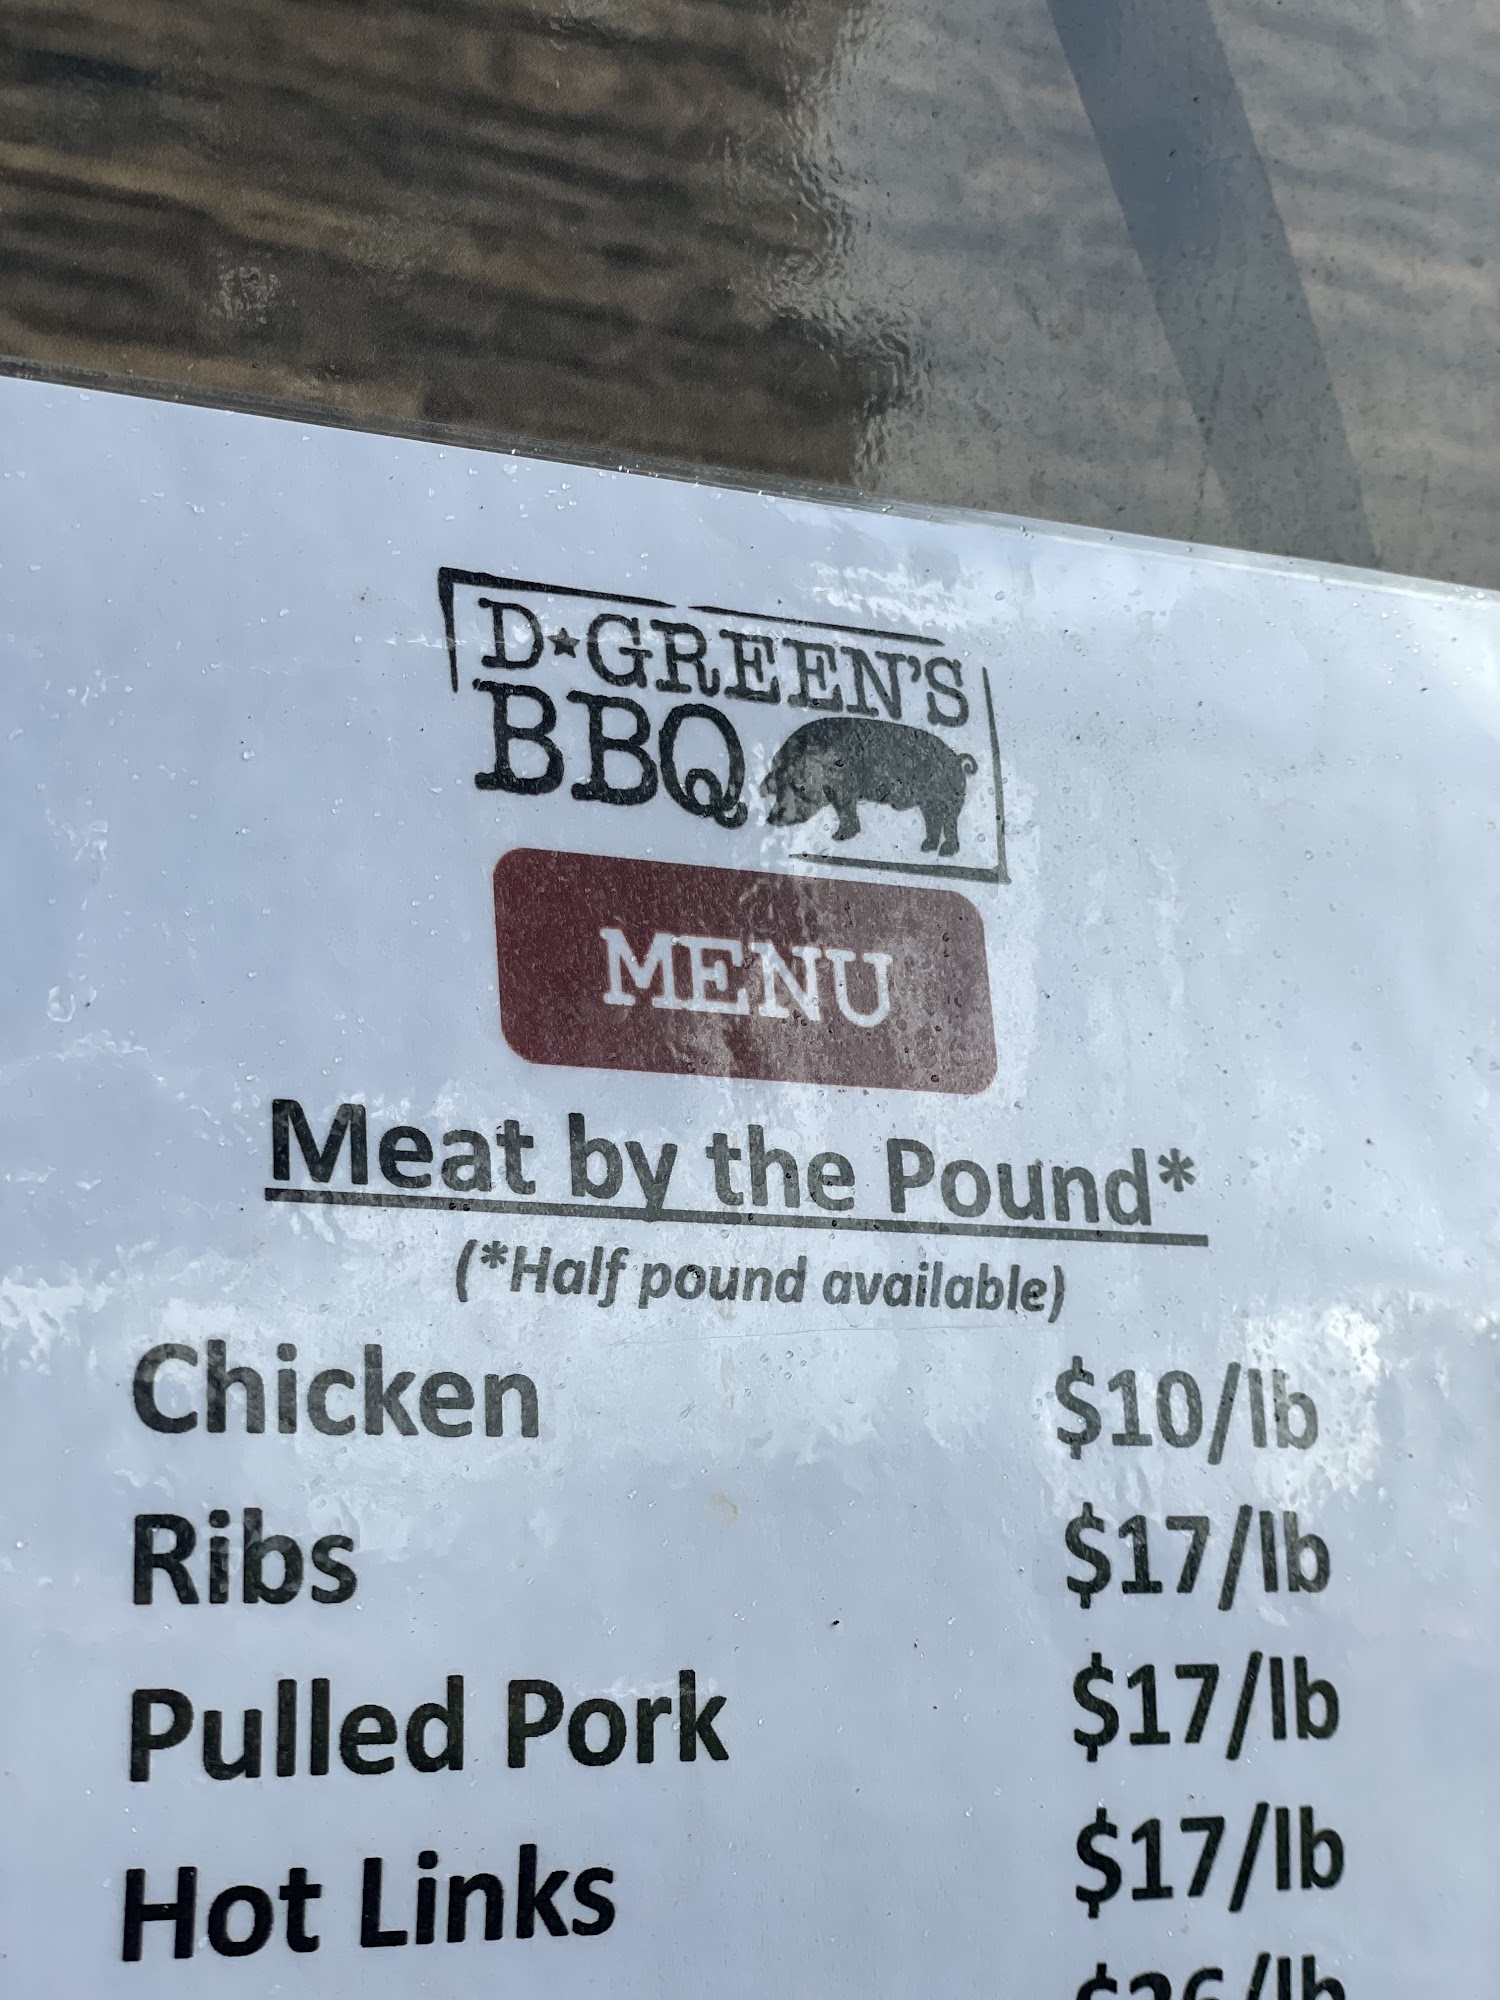 D★GREEN'S
BBQ
MENU
Meat by the Pound*
(*Half pound available)
Chicken $10/lb
Ribs $17/lb
Pulled Pork $17/lb
Hot Links $17/lb